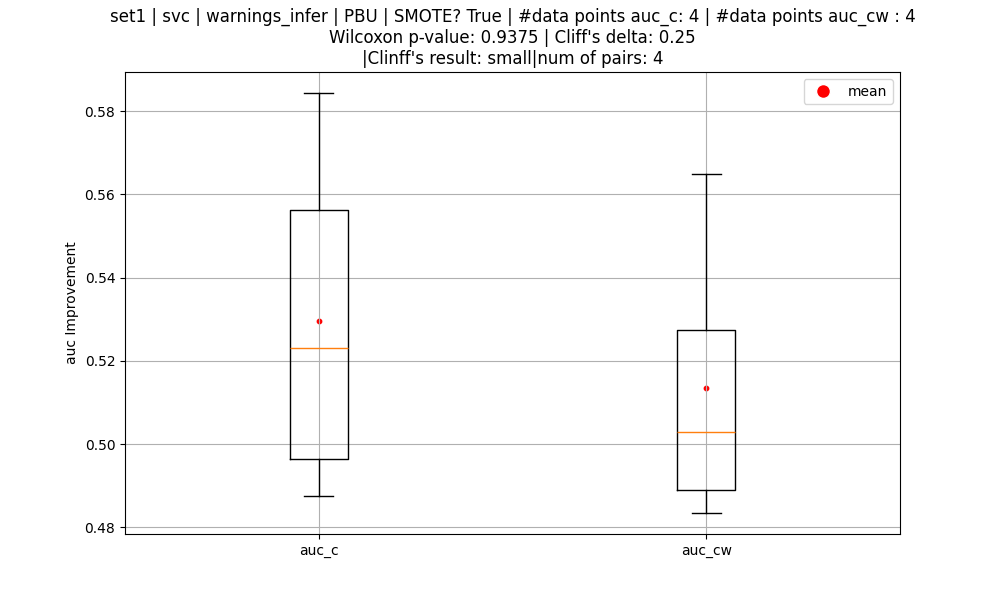 set1 | svc | warnings_infer | PBU | SMOTE? True | #data points auc_c: 4 | #data points auc_cw : 4
Wilcoxon p-value: 0.9375 | Cliff's delta: 0.25
|Clinff's result: small|num of pairs: 4
mean
0.58
0.56
0.54
0.52
0.50
0.48
auc Improvement
auc_c
auc_cw